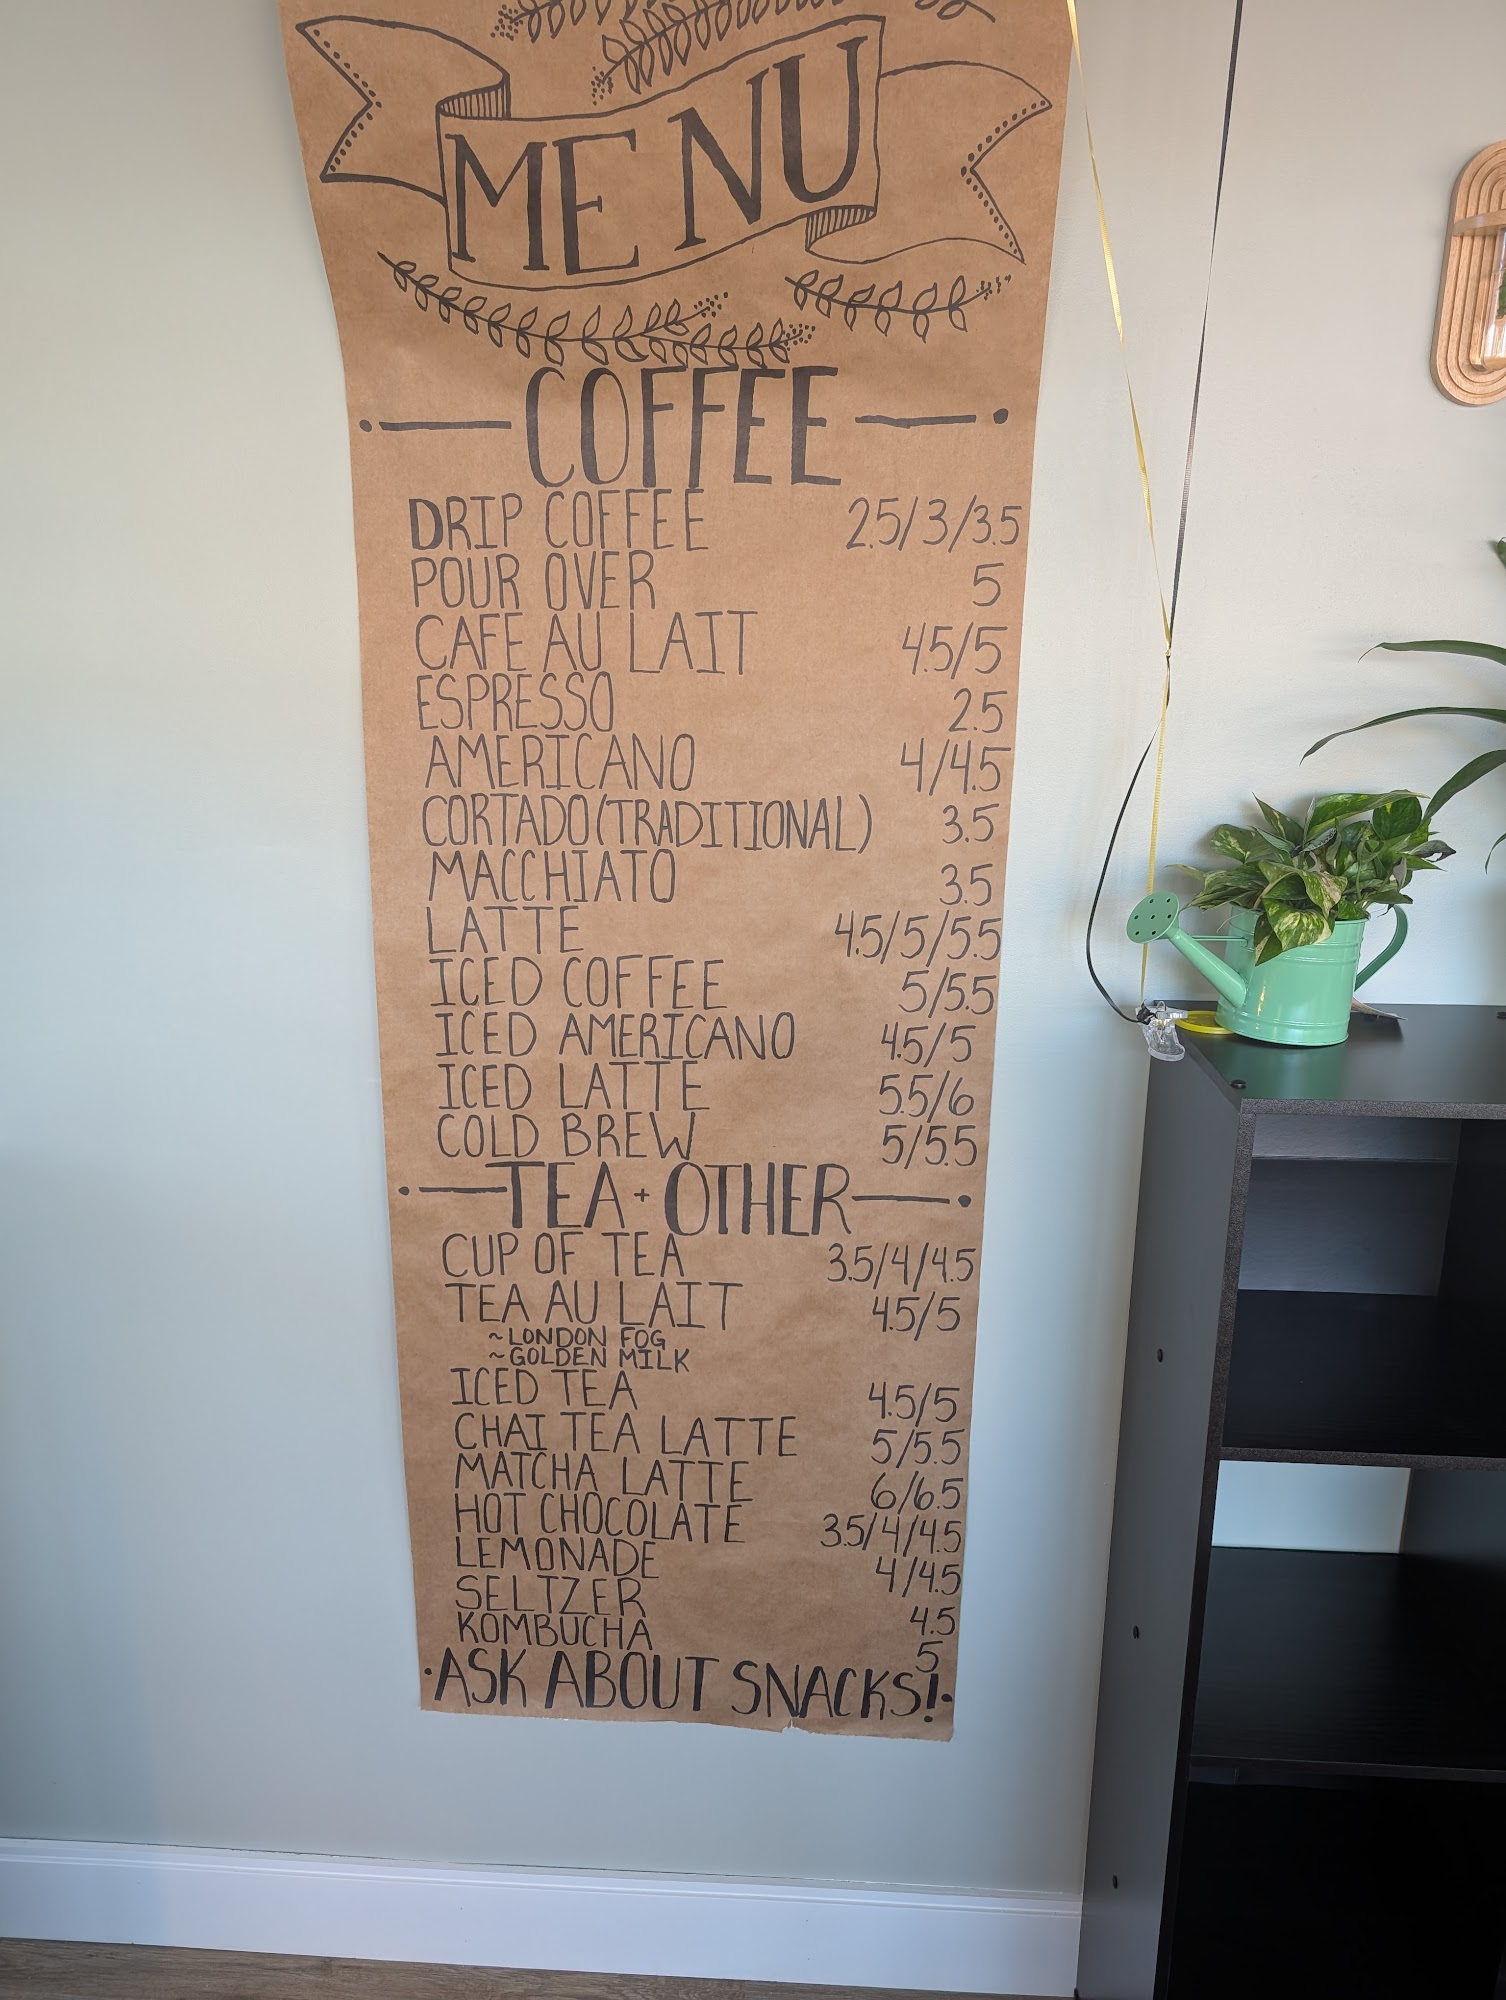 MENU
COFFEE
DRIP COFFEE 2.5/3/3.5
POUR OVER 5
CAFE AU LAIT 4.5/5
ESPRESSO 2.5
AMERICANO 4/4.5
CORTADO(TRADITIONAL) 3.5
MACCHIATO 3.5
LATTE 4.5/5/5.5
ICED COFFEE 5/5.5
ICED AMERICANO 4.5/5
ICED LATTE 5.5/6
COLD BREW 5/5.5
TEA + OTHER
CUP OF TEA 3.5/4/4.5
TEA AU LAIT 4.5/5
~LONDON FOG
~GOLDEN MILK
ICED TEA 4.5/5
CHAI TEA LATTE 5/5.5
MATCHA LATTE 6/6.5
HOT CHOCOLATE 3.5/4/4.5
LEMONADE 4/4.5
SELTZER 4.5
KOMBUCHA 5
·ASK ABOUT SNACKS!·